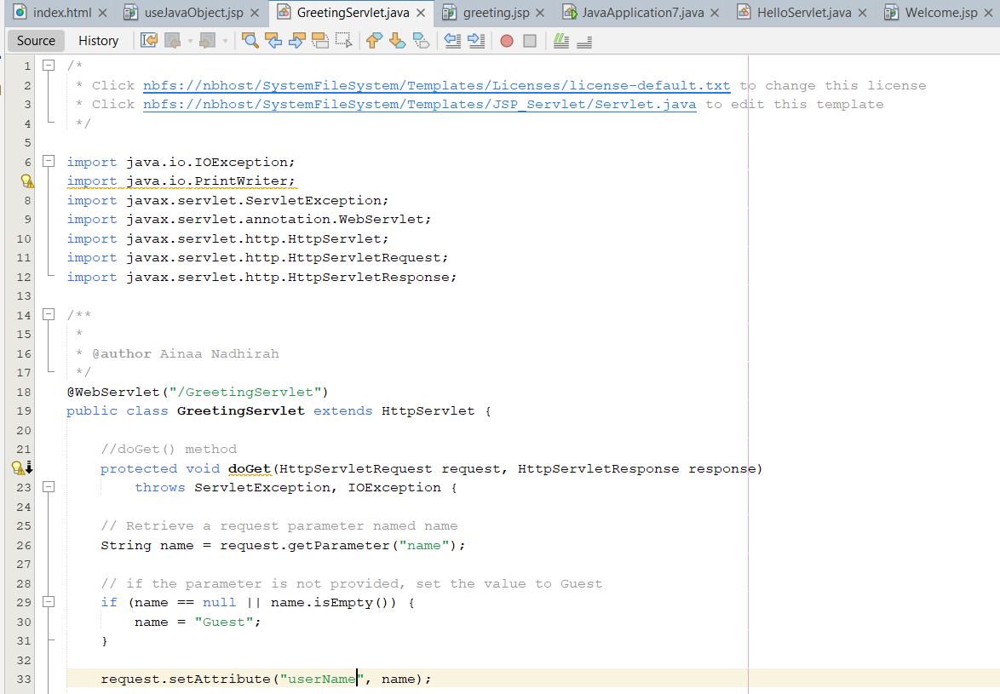 index.html useJavaObject.jsp GreetingServlet.java greeting.jsp JavaApplication7.java HelloServlet.java Welcome.jsp
Source History
1 /*
2 * Click nbfs://nbhost/SystemFileSystem/Templates/Licenses/license-default.txt to change this license
3 * Click nbfs://nbhost/SystemFileSystem/Templates/JSP_Servlet/Servlet.java to edit this template
4 */
5
6 import java.io.IOException;
import java.io.PrintWriter;
8 import javax.servlet.ServletException;
9 import javax.servlet.annotation.WebServlet;
10 import javax.servlet.http.HttpServlet;
11 import javax.servlet.http.HttpServletRequest;
12 import javax.servlet.http.HttpServletResponse;
13
14 /**
15 *
16 * @author Ainaa Nadhirah
17 */
18 @WebServlet("/GreetingServlet")
19 public class GreetingServlet extends HttpServlet {
20
21 //doGet() method
protected void doGet(HttpServletRequest request, HttpServletResponse response)
23 throws ServletException, IOException {
24
25 // Retrieve a request parameter named name
26 String name = request.getParameter("name");
27
28 // if the parameter is not provided, set the value to Guest
29 if (name == null || name.isEmpty()) {
30 name = "Guest";
31 }
32
33 request.setAttribute("userName", name);